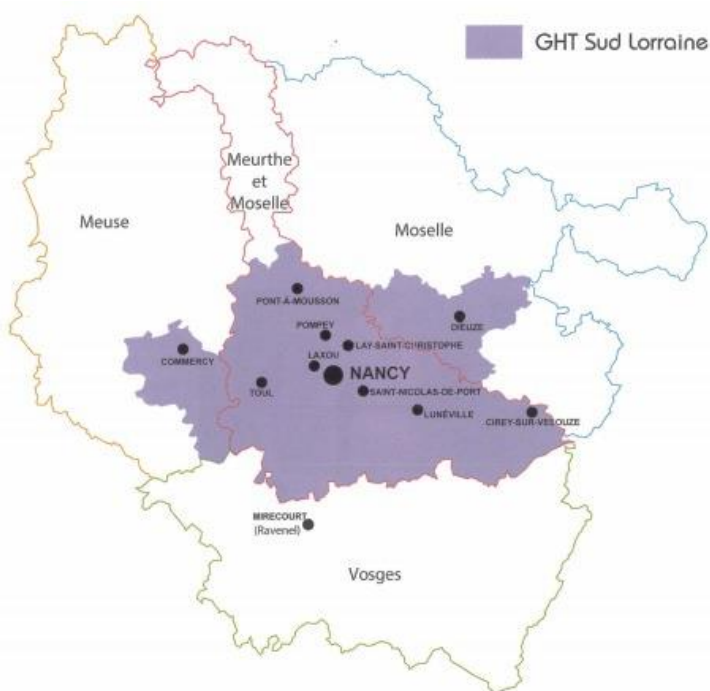 GHT Sud Lorraine
Meurthe
et
Moselle
Meuse
Moselle
PONT-À-MOUSSON
DIEUZE
POMPEY
LAY-SAINT-CHRISTOPHE
COMMERCY
LAXOU
NANCY
TOUL
SAINT-NICOLAS-DE-PORT
LUNÉVILLE
CIREY-SUR-VESOUZE
MIRECOURT
(Ravenel)
Vosges